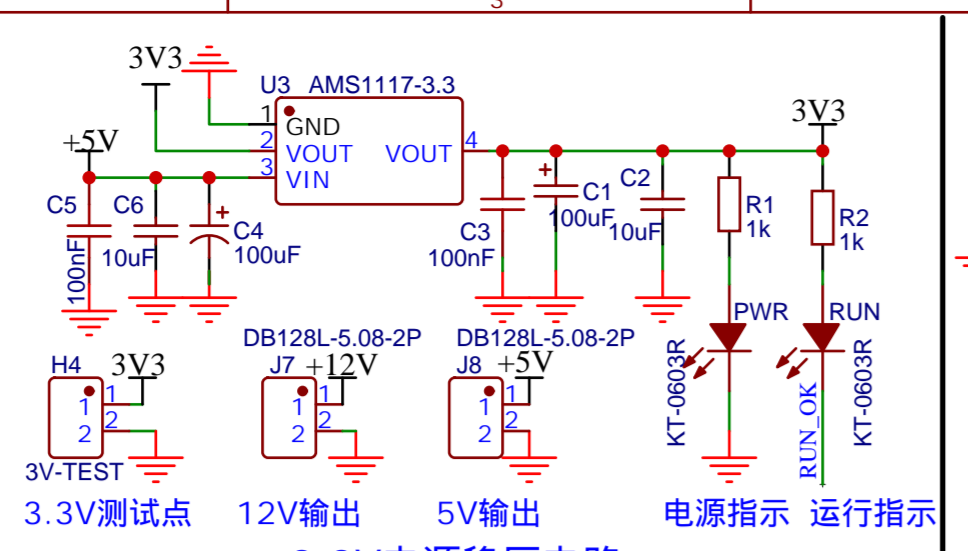 3
3V3
U3 AMS1117-3.3
1
GND
2
VOUT VOUT
4
3
VIN
+5V
3V3
C5
100nF
C6
10uF
C4
100uF
C3
100nF
C1
100uF
C2
10uF
R1
1k
R2
1k
PWR
KT-0603R
RUN
KT-0603R
RUN_OK
H4
3V3
1 1
2 2
3V-TEST
DB128L-5.08-2P
J7 +12V
1 1
2 2
DB128L-5.08-2P
J8 +5V
1 1
2 2
3.3V测试点
12V输出
5V输出
电源指示
运行指示